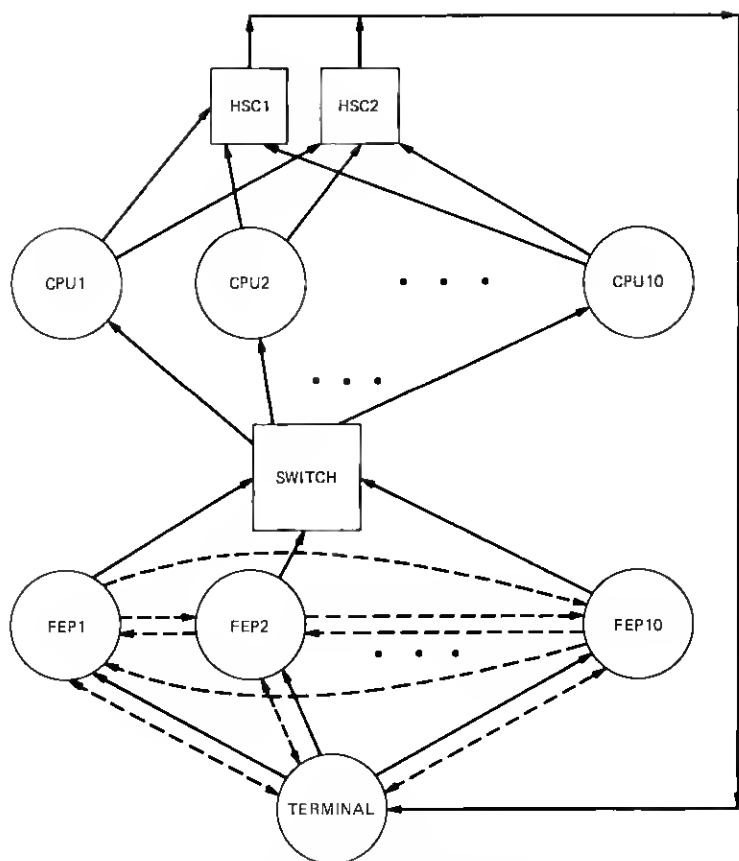 HSC1 HSC2
CPU1 CPU2 CPU10
SWITCH
FEP1 FEP2 FEP10
TERMINAL